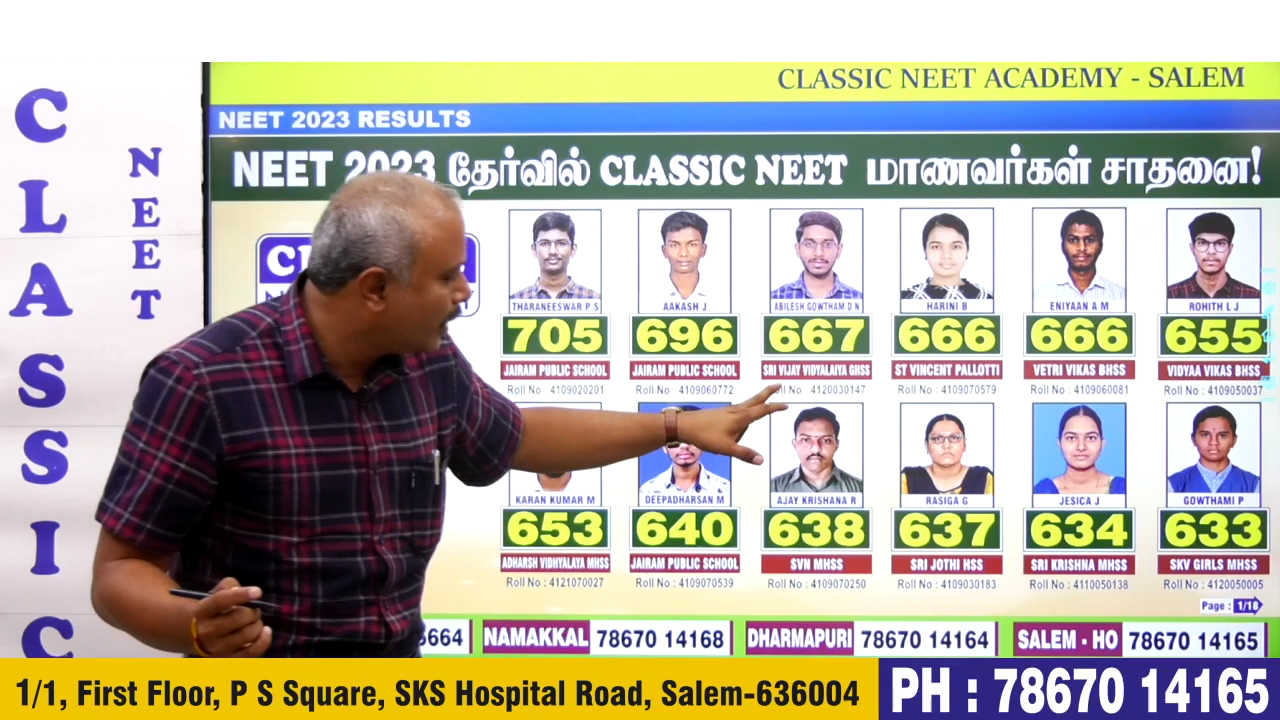 CLASSIC
NEET
CLASSIC NEET ACADEMY - SALEM
NEET 2023 RESULTS
NEET 2023 தேர்வில் CLASSIC NEET மாணவர்கள் சாதனை!
THARANEESWAR P S
AAKASH J
ABILESH GOWTHAM D N
HARINI B
ENIYAAN A M
ROHITH L J
705
696
667
666
666
655
JAIRAM PUBLIC SCHOOL
JAIRAM PUBLIC SCHOOL
SRI VIJAY VIDYALAIYA GHSS
ST VINCENT PALLOTTI
VETRI VIKAS BHSS
VIDYAA VIKAS BHSS
Roll No : 4109020201
Roll No : 4109060772
Roll No : 4120030147
Roll No : 4109070579
Roll No : 4109060081
Roll No : 4109050037
KARAN KUMAR M
DEEPADHARSAN M
AJAY KRISHANA R
RASIGA G
JESICA J
GOWTHAMI P
653
640
638
637
634
633
ADHARSH VIDHYALAYA MHSS
JAIRAM PUBLIC SCHOOL
SVN MHSS
SRI JOTHI HSS
SRI KRISHNA MHSS
SKV GIRLS MHSS
Roll No : 4121070027
Roll No : 4109070539
Roll No : 4109070250
Roll No : 4109030183
Roll No : 4110050138
Roll No : 4120050005
Page : 1/18
NAMAKKAL 78670 14168
DHARMAPURI 78670 14164
SALEM - HO 78670 14165
1/1, First Floor, P S Square, SKS Hospital Road, Salem-636004
PH : 78670 14165